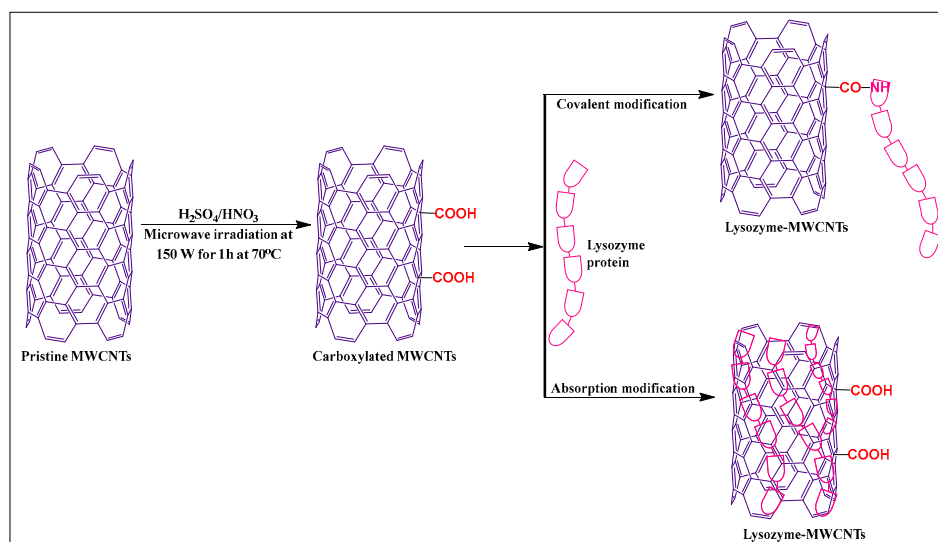 Pristine MWCNTs
H₂SO₄/HNO₃
Microwave irradiation at
150 W for 1h at 70⁰C
COOH
COOH
Carboxylated MWCNTs
Lysozyme
protein
Covalent modification
CO—NH
Lysozyme-MWCNTs
Absorption modification
COOH
COOH
Lysozyme-MWCNTs